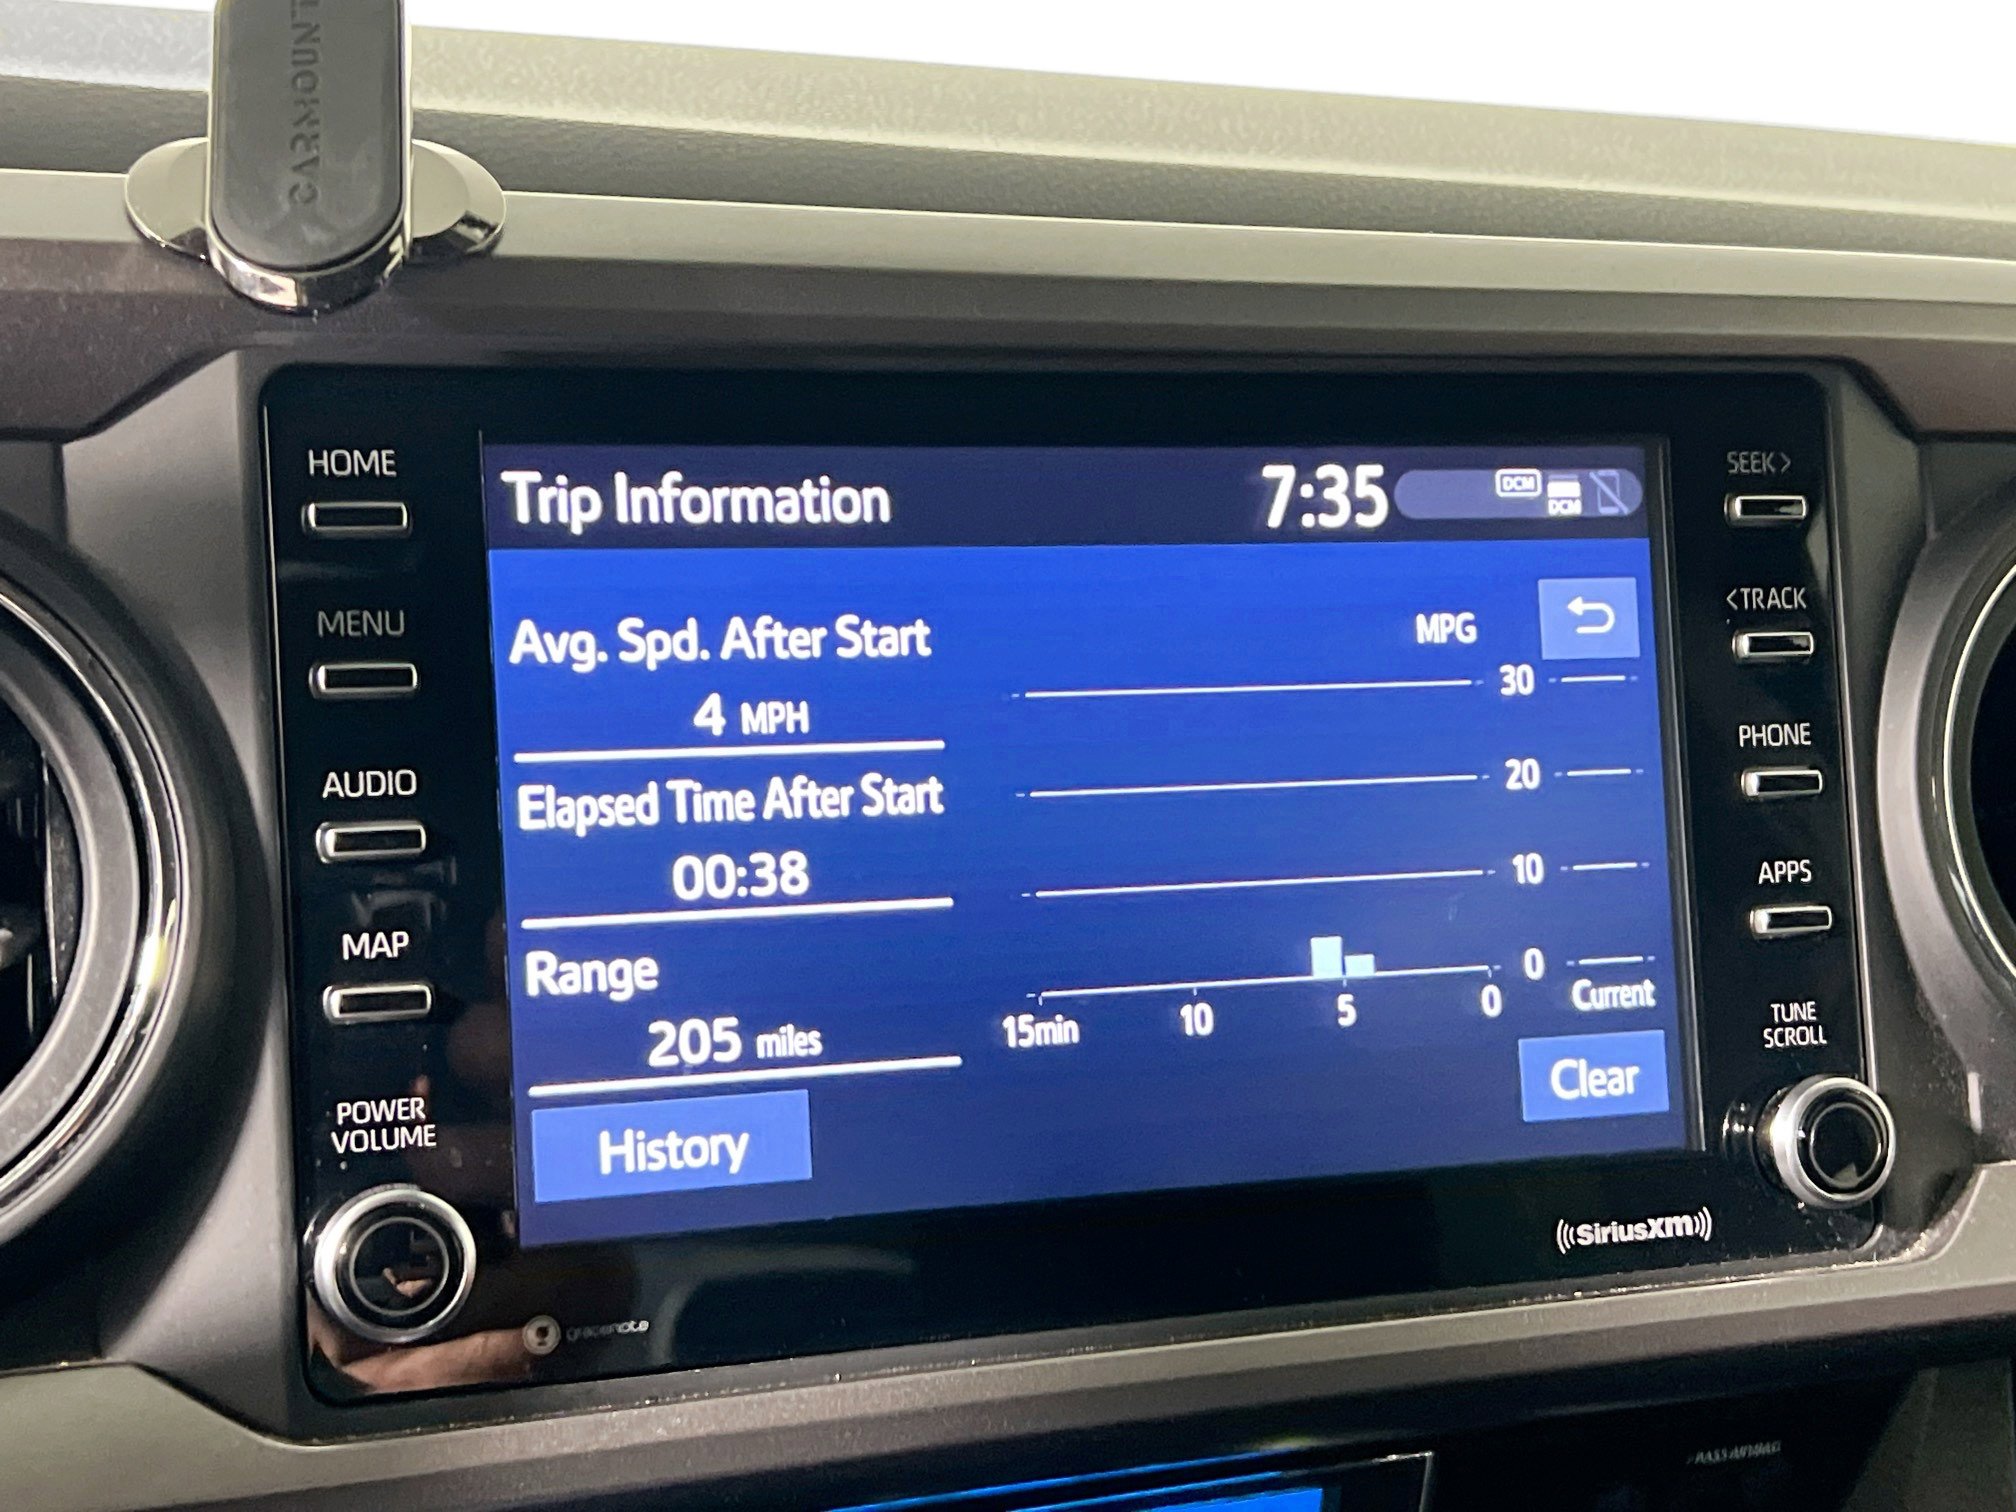 CARMOUNT
HOME
MENU
AUDIO
MAP
POWER
VOLUME
Trip Information
7:35
DCM
DCM
Avg. Spd. After Start
4 MPH
Elapsed Time After Start
00:38
Range
205 miles
History
MPG
30
20
10
0
15min 10 5 0 Current
Clear
SEEK >
< TRACK
PHONE
APPS
TUNE
SCROLL
((SiriusXM))
gracenote